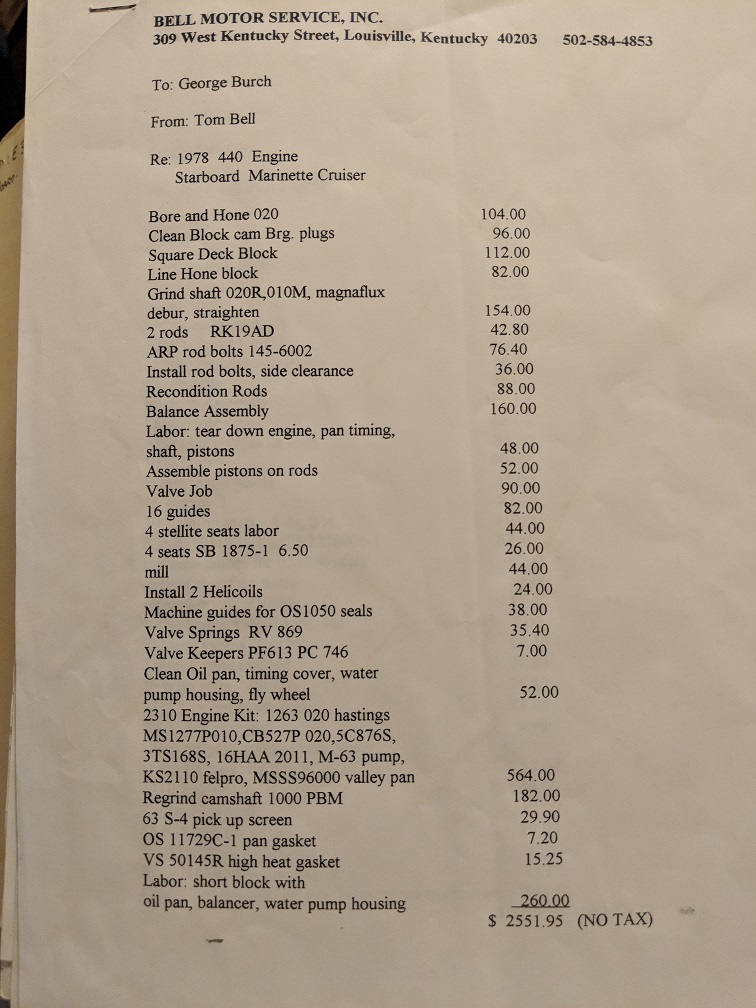 BELL MOTOR SERVICE, INC.
309 West Kentucky Street, Louisville, Kentucky 40203 502-584-4853
To: George Burch
From: Tom Bell
Re: 1978 440 Engine
Starboard Marinette Cruiser
Bore and Hone 020 104.00
Clean Block cam Brg. plugs 96.00
Square Deck Block 112.00
Line Hone block 82.00
Grind shaft 020R,010M, magnaflux
debur, straighten 154.00
2 rods RK19AD 42.80
ARP rod bolts 145-6002 76.40
Install rod bolts, side clearance 36.00
Recondition Rods 88.00
Balance Assembly 160.00
Labor: tear down engine, pan timing,
shaft, pistons 48.00
Assemble pistons on rods 52.00
Valve Job 90.00
16 guides 82.00
4 stellite seats labor 44.00
4 seats SB 1875-1 6.50 26.00
mill 44.00
Install 2 Helicoils 24.00
Machine guides for OS1050 seals 38.00
Valve Springs RV 869 35.40
Valve Keepers PF613 PC 746 7.00
Clean Oil pan, timing cover, water
pump housing, fly wheel 52.00
2310 Engine Kit: 1263 020 hastings
MS1277P010,CB527P 020,5C876S,
3TS168S, 16HAA 2011, M-63 pump,
KS2110 felpro, MSSS96000 valley pan 564.00
Regrind camshaft 1000 PBM 182.00
63 S-4 pick up screen 29.90
OS 11729C-1 pan gasket 7.20
VS 50145R high heat gasket 15.25
Labor: short block with
oil pan, balancer, water pump housing 260.00
$ 2551.95 (NO TAX)